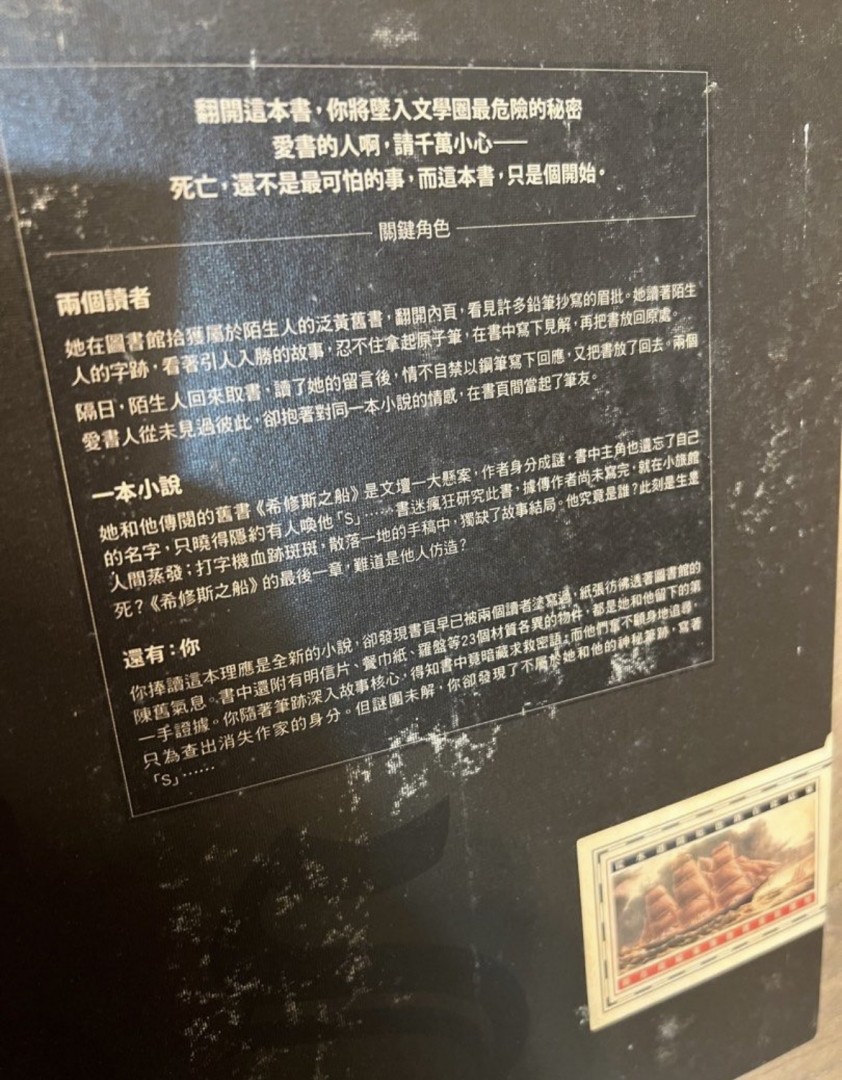 翻開這本書，你將墜入文學圈最危險的秘密
愛書的人啊，請千萬小心——
死亡，還不是最可怕的事，而這本書，只是個開始。
關鍵角色
兩個讀者
她在圖書館拾獲屬於陌生人的泛黃舊書，翻開內頁，看見許多鉛筆抄寫的眉批。她讀著陌生
人的字跡，看著引人入勝的故事，忍不住拿起原子筆，在書中寫下見解，再把書放回原處。
隔日，陌生人回來取書，讀了她的留言後，情不自禁以鋼筆寫下回應，又把書放了回去。兩個
愛書人從未見過彼此，卻抱著對同一本小說的情感，在書頁間當起了筆友。
一本小說
她和他傳閱的舊書《希修斯之船》是文壇一大懸案，作者身分成謎，書中主角也遺忘了自己
的名字，只曉得隱約有人喚他「S」……書迷瘋狂研究此書，據傳作者尚未寫完，就在小旅館
人間蒸發；打字機血跡斑斑，散落一地的手稿中，獨缺了故事結局。他究竟是誰？此刻是生是
死？《希修斯之船》的最後一章，難道是他人仿造？
還有：你
你捧讀這本理應是全新的小說，卻發現書頁早已被兩個讀者塗寫過，紙張彷彿透著圖書館的
陳舊氣息。書中還附有明信片、餐巾紙、羅盤等23個材質各異的物件，都是她和他留下的第
一手證據。你隨著筆跡深入故事核心，得知書中竟暗藏求救密語；而他們奮不顧身地追尋，
只為查出消失作家的身分。但謎團未解，你卻發現了不屬於她和他的神秘筆跡，寫著
「S」……